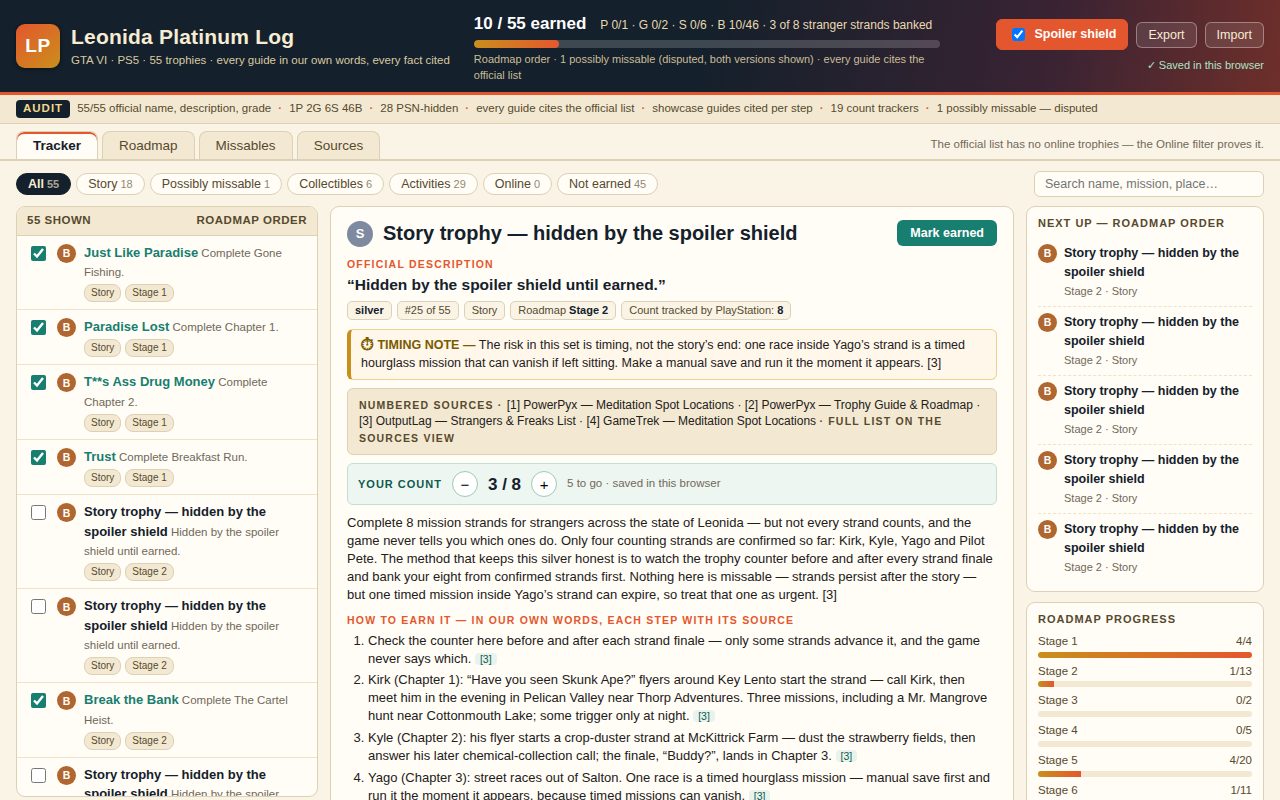 LP
Leonida Platinum Log
GTA VI · PS5 · 55 trophies · every guide in our own words, every fact cited
10 / 55 earned P 0/1 · G 0/2 · S 0/6 · B 10/46 · 3 of 8 stranger strands banked
Roadmap order · 1 possibly missable (disputed, both versions shown) · every guide cites the
official list
Spoiler shield
Export
Import
✓ Saved in this browser
AUDIT 55/55 official name, description, grade · 1P 2G 6S 46B · 28 PSN-hidden · every guide cites the official list · showcase guides cited per step · 19 count trackers · 1 possibly missable — disputed
Tracker
Roadmap
Missables
Sources
The official list has no online trophies — the Online filter proves it.
All 55
Story 18
Possibly missable 1
Collectibles 6
Activities 29
Online 0
Not earned 45
Search name, mission, place…
55 SHOWN
ROADMAP ORDER
B
Just Like Paradise Complete Gone
Fishing.
Story Stage 1
B
Paradise Lost Complete Chapter 1.
Story Stage 1
B
T**s Ass Drug Money Complete
Chapter 2.
Story Stage 1
B
Trust Complete Breakfast Run.
Story Stage 1
B
Story trophy — hidden by the
spoiler shield Hidden by the spoiler
shield until earned.
Story Stage 2
B
Story trophy — hidden by the
spoiler shield Hidden by the spoiler
shield until earned.
Story Stage 2
B
Break the Bank Complete The Cartel
Heist.
Story Stage 2
B
Story trophy — hidden by the
spoiler shield Hidden by the spoiler
S
Story trophy — hidden by the spoiler shield
Mark earned
OFFICIAL DESCRIPTION
“Hidden by the spoiler shield until earned.”
silver
#25 of 55
Story
Roadmap Stage 2
Count tracked by PlayStation: 8
⏱ TIMING NOTE — The risk in this set is timing, not the story’s end: one race inside Yago’s strand is a timed
hourglass mission that can vanish if left sitting. Make a manual save and run it the moment it appears. [3]
NUMBERED SOURCES · [1] PowerPyx — Meditation Spot Locations · [2] PowerPyx — Trophy Guide & Roadmap ·
[3] OutputLag — Strangers & Freaks List · [4] GameTrek — Meditation Spot Locations · FULL LIST ON THE
SOURCES VIEW
YOUR COUNT − 3 / 8 + 5 to go · saved in this browser
Complete 8 mission strands for strangers across the state of Leonida — but not every strand counts, and the
game never tells you which ones do. Only four counting strands are confirmed so far: Kirk, Kyle, Yago and Pilot
Pete. The method that keeps this silver honest is to watch the trophy counter before and after every strand finale
and bank your eight from confirmed strands first. Nothing here is missable — strands persist after the story —
but one timed mission inside Yago’s strand can expire, so treat that one as urgent. [3]
HOW TO EARN IT — IN OUR OWN WORDS, EACH STEP WITH ITS SOURCE
1. Check the counter here before and after each strand finale — only some strands advance it, and the game
never says which. [3]
2. Kirk (Chapter 1): “Have you seen Skunk Ape?” flyers around Key Lento start the strand — call Kirk, then
meet him in the evening in Pelican Valley near Thorp Adventures. Three missions, including a Mr. Mangrove
hunt near Cottonmouth Lake; some trigger only at night. [3]
3. Kyle (Chapter 2): his flyer starts a crop-duster strand at McKittrick Farm — dust the strawberry fields, then
answer his later chemical-collection call; the finale, “Buddy?”, lands in Chapter 3. [3]
4. Yago (Chapter 3): street races out of Salton. One race is a timed hourglass mission — manual save first and
run it the moment it appears, because timed missions can vanish. [3]
NEXT UP — ROADMAP ORDER
B
Story trophy — hidden by the
spoiler shield
Stage 2 · Story
B
Story trophy — hidden by the
spoiler shield
Stage 2 · Story
B
Story trophy — hidden by the
spoiler shield
Stage 2 · Story
B
Story trophy — hidden by the
spoiler shield
Stage 2 · Story
B
Story trophy — hidden by the
spoiler shield
Stage 2 · Story
ROADMAP PROGRESS
Stage 1 4/4
Stage 2 1/13
Stage 3 0/2
Stage 4 0/5
Stage 5 4/20
Stage 6 1/11